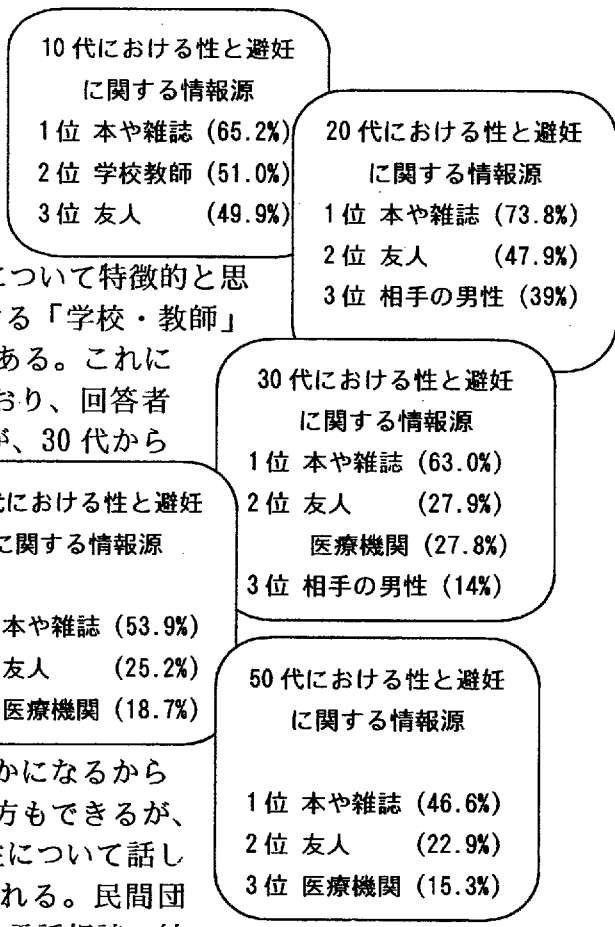 10代における性と避妊
に関する情報源
1位 本や雑誌 (65.2%)
2位 学校教師 (51.0%)
3位 友人 (49.9%)
20代における性と避妊
に関する情報源
1位 本や雑誌 (73.8%)
2位 友人 (47.9%)
3位 相手の男性 (39%)
について特徴的と思
る「学校・教師」
ある。これに
おり、回答者
が、30代から
30代における性と避妊
に関する情報源
1位 本や雑誌 (63.0%)
2位 友人 (27.9%)
医療機関 (27.8%)
3位 相手の男性 (14%)
における性と避妊
に関する情報源
本や雑誌 (53.9%)
友人 (25.2%)
医療機関 (18.7%)
50代における性と避妊
に関する情報源
1位 本や雑誌 (46.6%)
2位 友人 (22.9%)
3位 医療機関 (15.3%)
かになるから
方もできるが、
について話し
れる。民間団